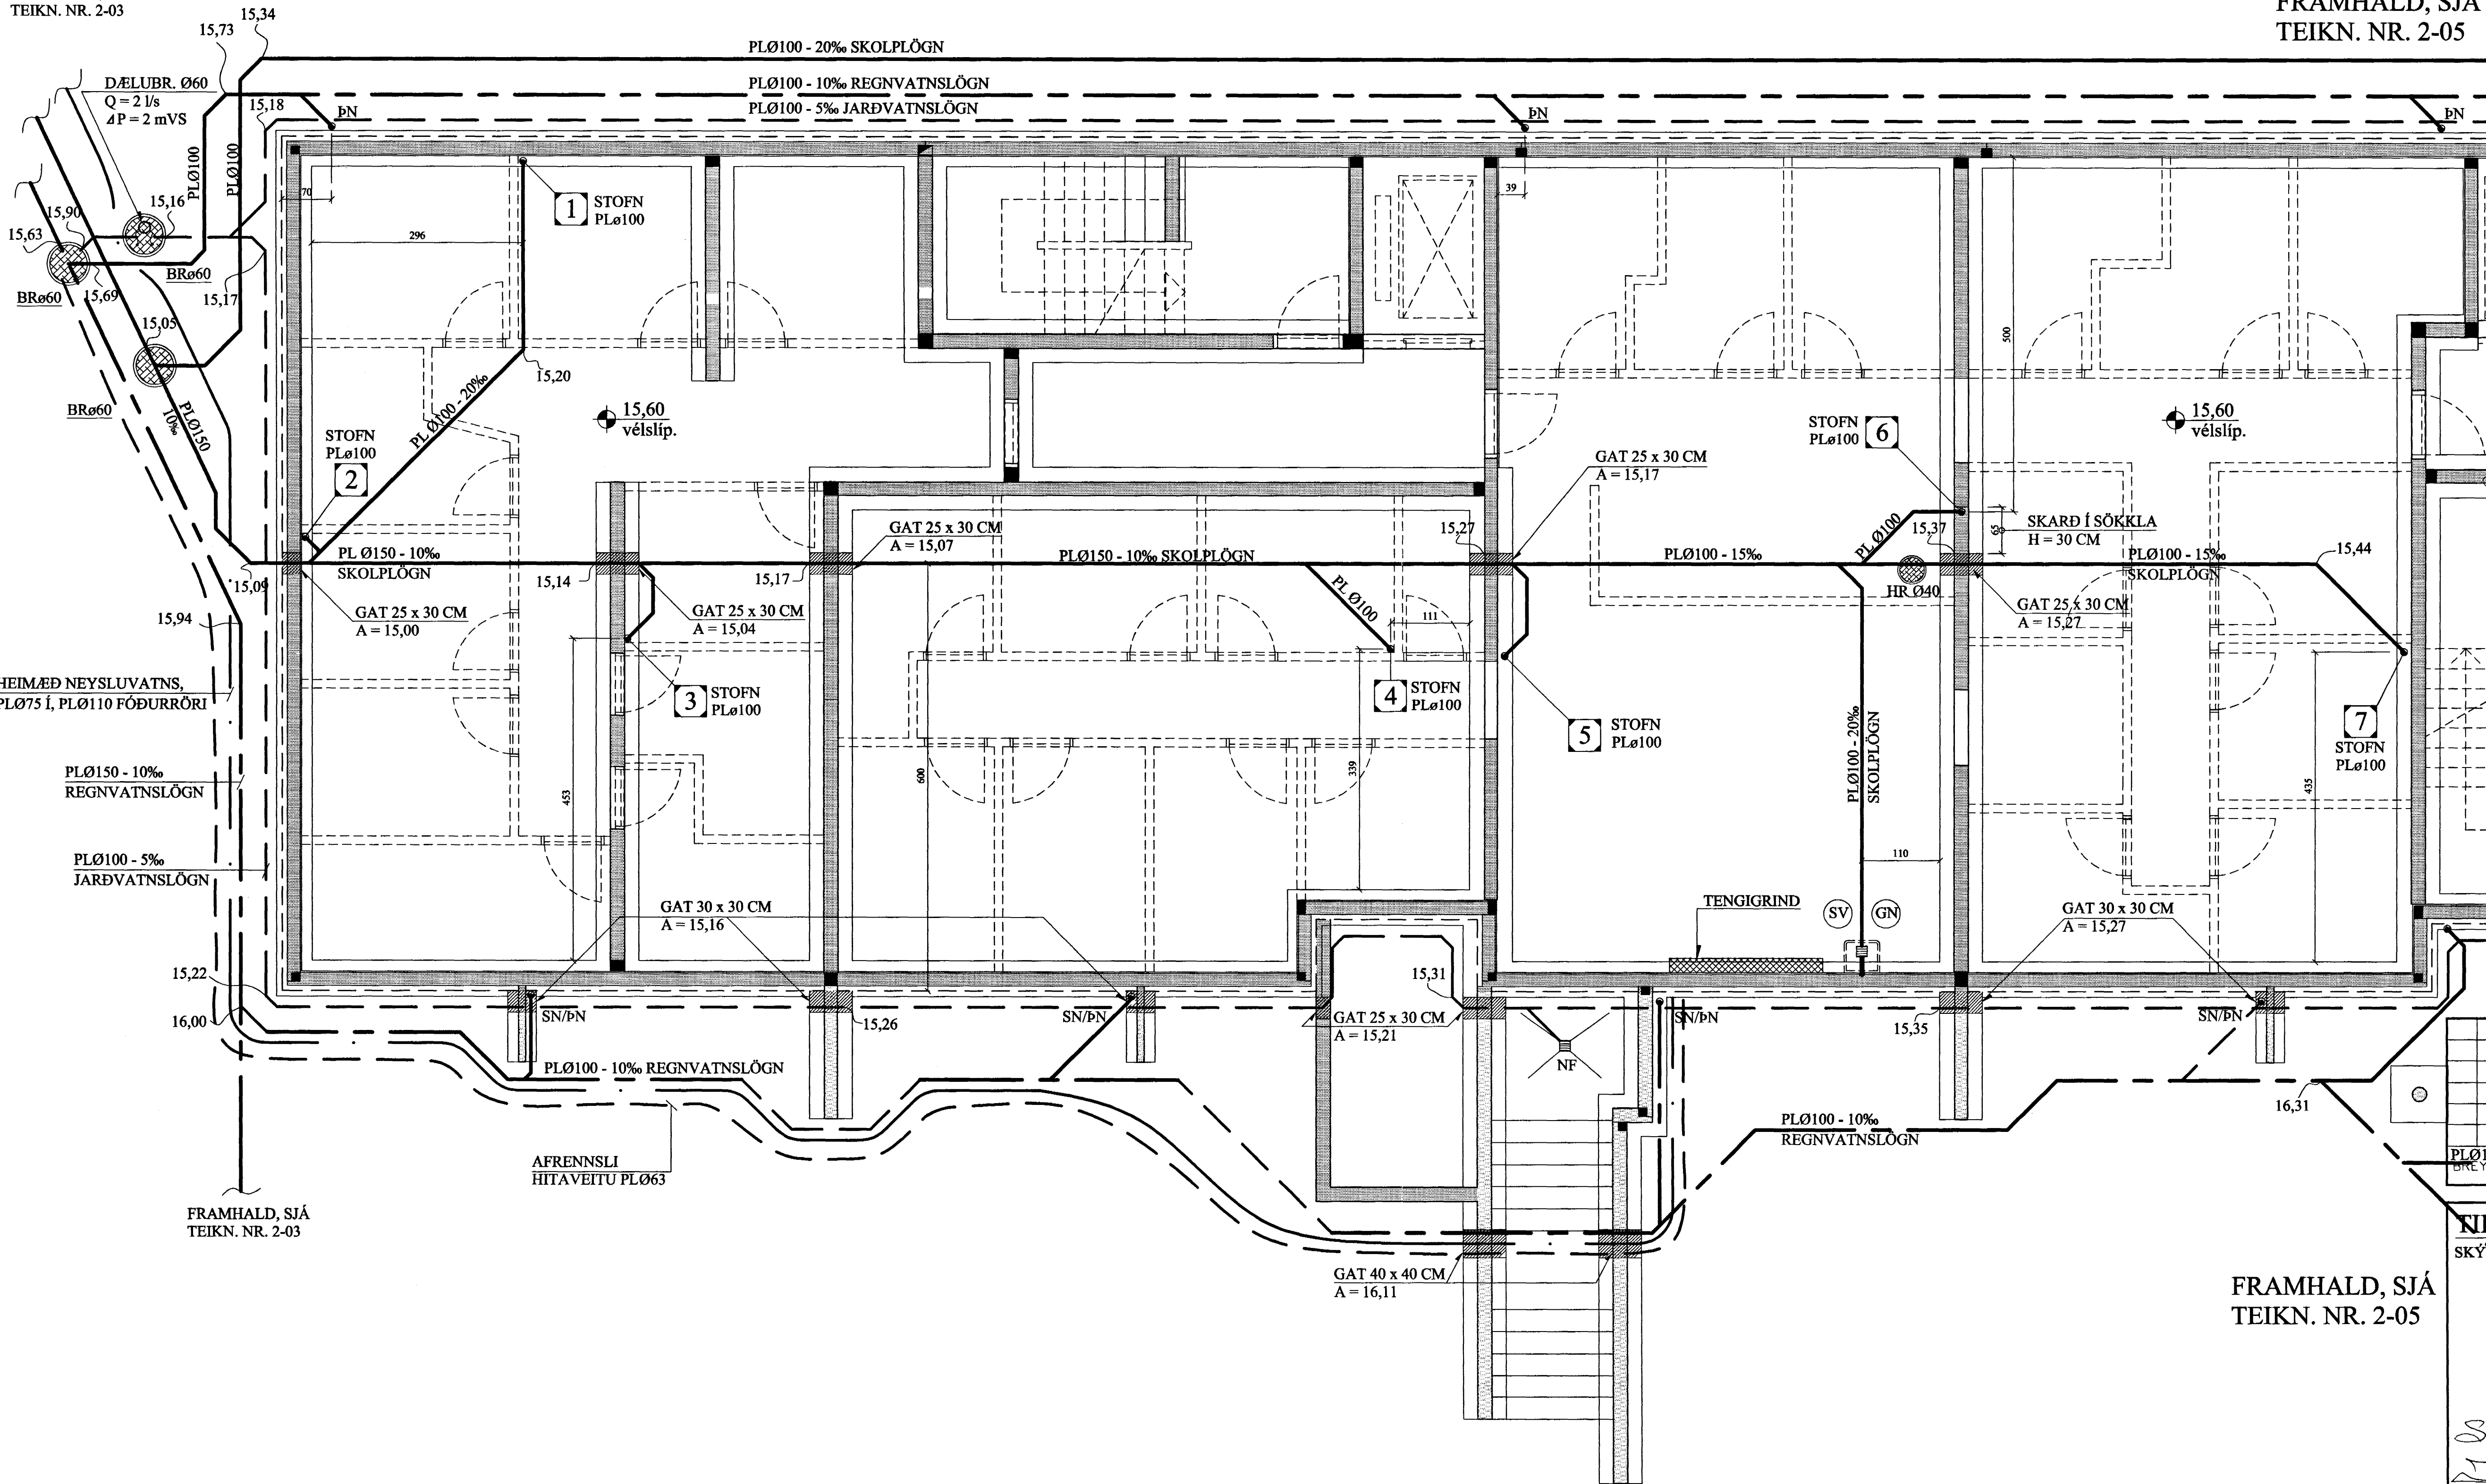 TEIKN. NR. 2-03
15,34
15,73
FRAMHALD, SJÁ
TEIKN. NR. 2-05
PLØ100 - 20‰ SKOLPLÖGN
PLØ100 - 10‰ REGNVATNSLÖGN
PLØ100 - 5‰ JARÐVATNSLÖGN
DÆLUBR. Ø60
Q = 2 l/s
ΔP = 2 mVS
15,18
ÞN
ÞN
ÞN
PLØ100
PLØ100
70
39
15,90
15,16
15,63
BRø60
15,69
15,17
BRø60
15,05
BRø60
PLØ150
10‰
1
STOFN
PLø100
296
15,20
PL Ø100 - 20‰
15,60
vélslíp.
STOFN
PLø100
2
500
STOFN
PLø100
6
15,60
vélslíp.
GAT 25 x 30 CM
A = 15,17
GAT 25 x 30 CM
A = 15,07
15,27
15,37
65
SKARÐ Í SÖKKLA
H = 30 CM
PL Ø150 - 10‰
SKOLPLÖGN
PLØ150 - 10‰ SKOLPLÖGN
PLØ100 - 15‰
PL Ø100
PLØ100 - 15‰
SKOLPLÖGN
15,44
15,09
15,14
15,17
HR Ø40
GAT 25 x 30 CM
A = 15,00
GAT 25 x 30 CM
A = 15,04
PL Ø100
111
GAT 25 x 30 CM
A = 15,27
15,94
HEIMÆÐ NEYSLUVATNS,
PLØ75 Í, PLØ110 FÓÐURRÖRI
3
STOFN
PLø100
4
STOFN
PLø100
5
STOFN
PLø100
7
STOFN
PLø100
453
600
339
435
PLØ100 - 20‰
SKOLPLÖGN
PLØ150 - 10‰
REGNVATNSLÖGN
PLØ100 - 5‰
JARÐVATNSLÖGN
110
GAT 30 x 30 CM
A = 15,16
TENGIGRIND
SV
GN
GAT 30 x 30 CM
A = 15,27
15,22
16,00
SN/ÞN
15,26
SN/ÞN
15,31
GAT 25 x 30 CM
A = 15,21
SN/ÞN
15,35
SN/ÞN
NF
PLØ100 - 10‰ REGNVATNSLÖGN
PLØ100 - 10‰
REGNVATNSLÖGN
16,31
AFRENNSLI
HITAVEITU PLØ63
FRAMHALD, SJÁ
TEIKN. NR. 2-03
GAT 40 x 40 CM
A = 16,11
FRAMHALD, SJÁ
TEIKN. NR. 2-05